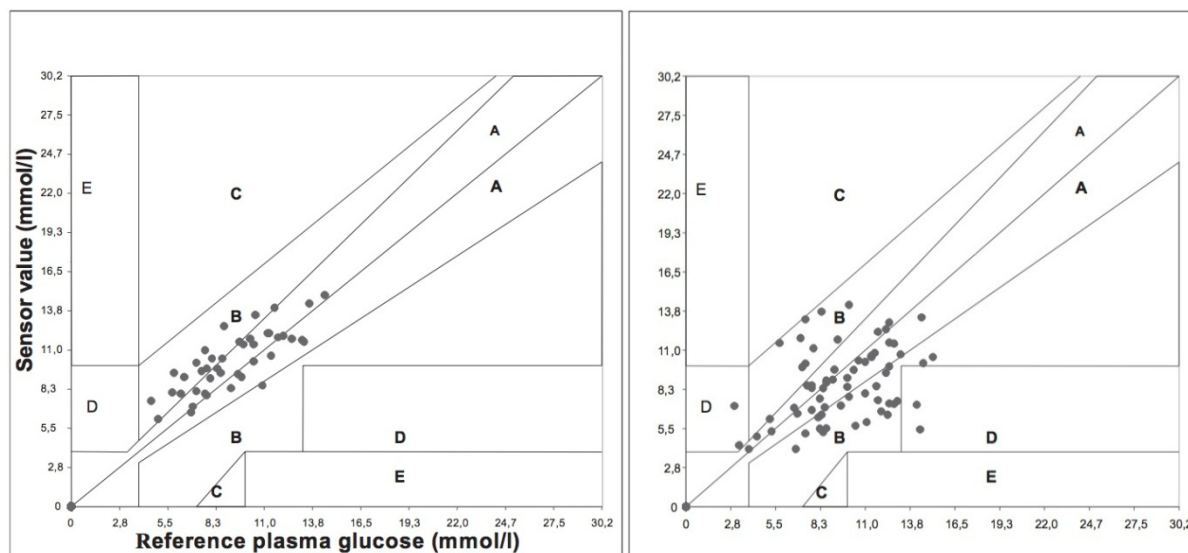 30,2
27,5
24,7
22,0
19,3
16,5
13,8
11,0
8,3
5,5
2,8
0
Sensor value (mmol/l)
E
C
A
A
B
D
B
D
C
E
0 2,8 5,5 8,3 11,0 13,8 16,5 19,3 22,0 24,7 27,5 30,2
Reference plasma glucose (mmol/l)
30,2
27,5
24,7
22,0
19,3
16,5
13,8
11,0
8,3
5,5
2,8
0
E
C
A
A
B
D
B
D
C
E
0 2,8 5,5 8,3 11,0 13,8 16,5 19,3 22,0 24,7 27,5 30,2